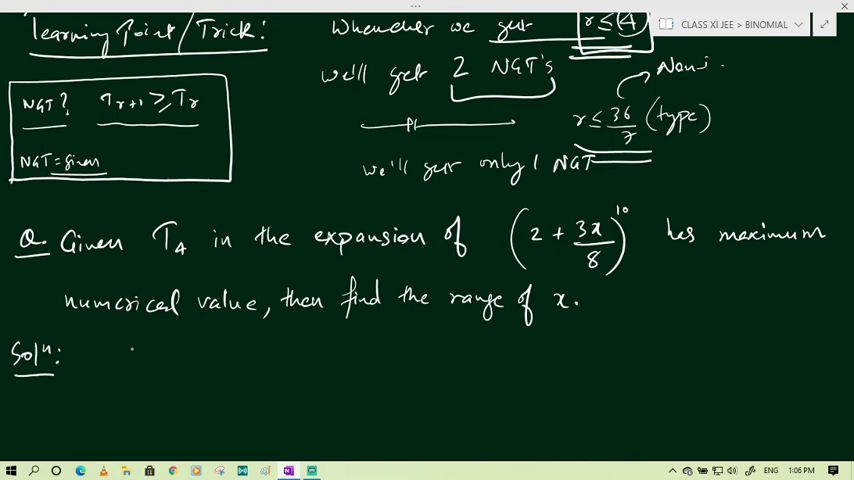 ...
CLASS XI JEE > BINOMIAL
Learning Point/Trick:
Whenever we get r ≤ 4
we'll get 2 NGT's
NGT? T_{r+1} ≥ T_r
NGT = given
r ≤ 36/7 (type)
we'll get only 1 NGT
Q. Given T_4 in the expansion of (2 + 3x/8)^10 has maximum
numerical value, then find the range of x.
Solⁿ:
ENG 1:06 PM